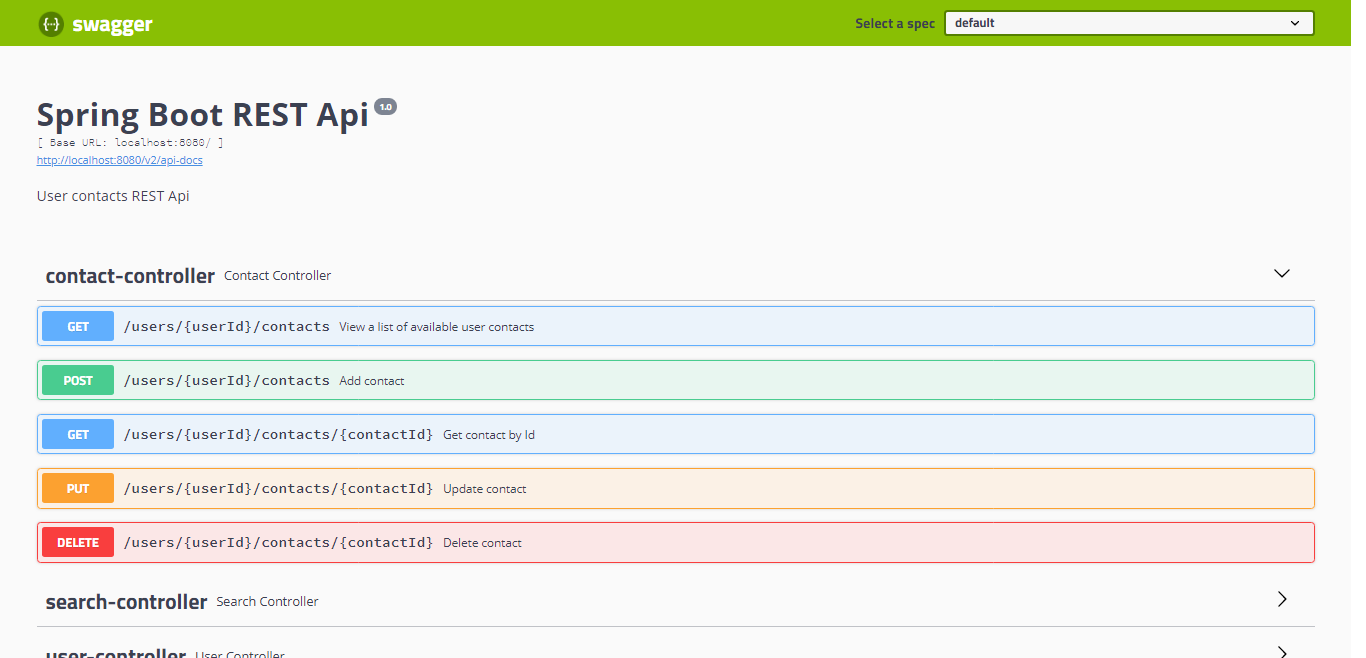 {···} swagger Select a spec default
Spring Boot REST Api 1.0
[ Base URL: localhost:8080/ ]
http://localhost:8080/v2/api-docs
User contacts REST Api
contact-controller Contact Controller
GET /users/{userId}/contacts View a list of available user contacts
POST /users/{userId}/contacts Add contact
GET /users/{userId}/contacts/{contactId} Get contact by Id
PUT /users/{userId}/contacts/{contactId} Update contact
DELETE /users/{userId}/contacts/{contactId} Delete contact
search-controller Search Controller
user-controller User Controller